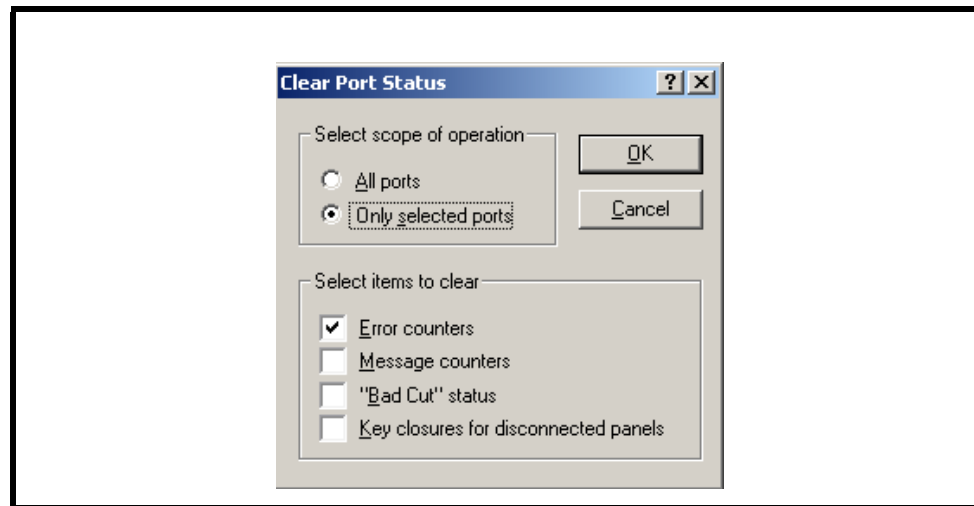 Clear Port Status
Select scope of operation
All ports
Only selected ports
OK
Cancel
Select items to clear
Error counters
Message counters
"Bad Cut" status
Key closures for disconnected panels